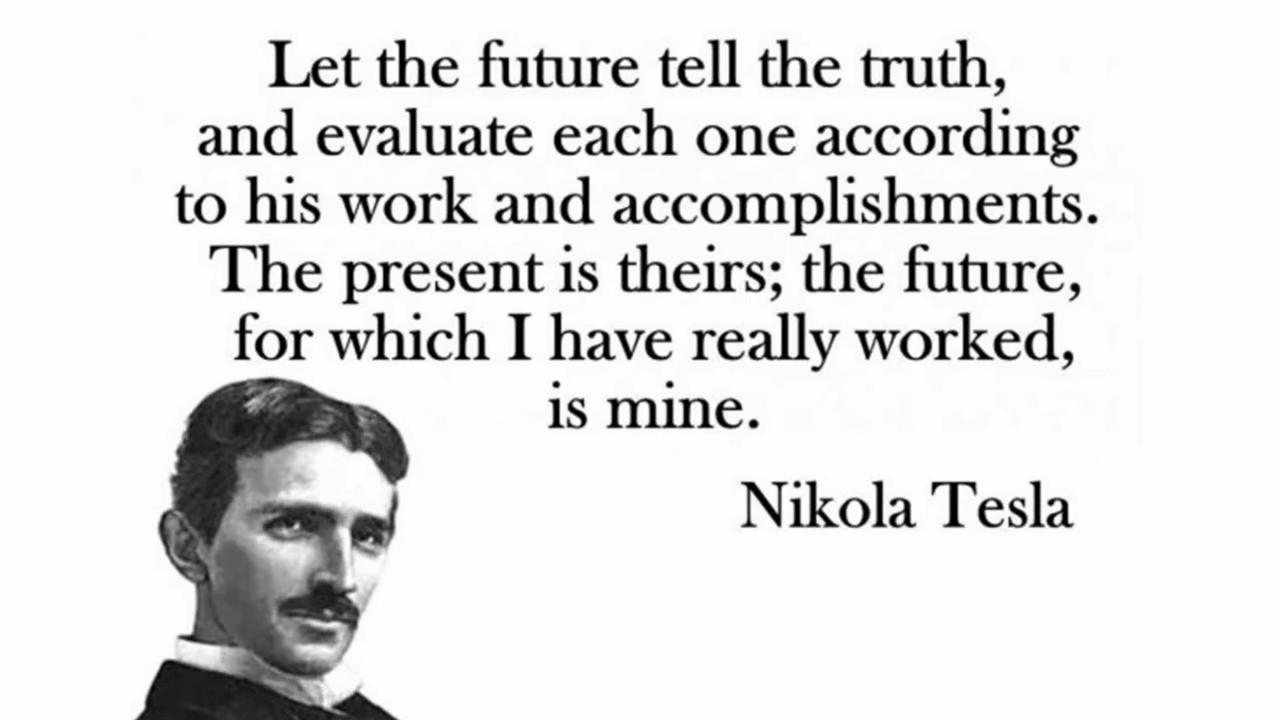 Let the future tell the truth,
and evaluate each one according
to his work and accomplishments.
The present is theirs; the future,
for which I have really worked,
is mine.
Nikola Tesla